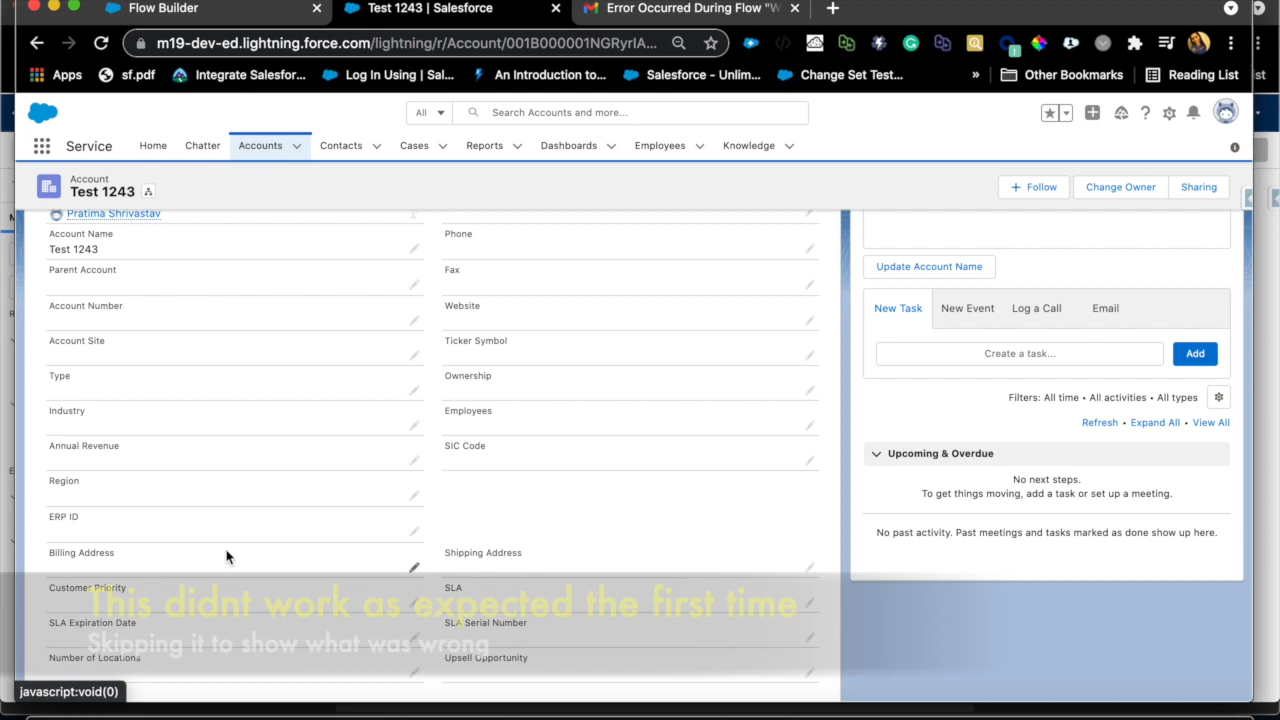 Flow Builder
Test 1243 | Salesforce
Error Occurred During Flow "W
m19-dev-ed.lightning.force.com/lightning/r/Account/001B000001NGRyrIA...
Apps
sf.pdf
Integrate Salesfor...
Log In Using | Sal...
An Introduction to...
Salesforce - Unlim...
Change Set Test...
»
Other Bookmarks
Reading List
st
All
Search Accounts and more...
Service
Home
Chatter
Accounts
Contacts
Cases
Reports
Dashboards
Employees
Knowledge
Account
Test 1243
Follow
Change Owner
Sharing
Pratima Shrivastav
Account Name
Phone
Test 1243
Parent Account
Fax
Account Number
Website
Account Site
Ticker Symbol
Type
Ownership
Industry
Employees
Annual Revenue
SIC Code
Region
ERP ID
Billing Address
Shipping Address
Customer Priority
SLA
This didnt work as expected the first time
SLA Expiration Date
SLA Serial Number
Skipping it to show what was wrong
Number of Locations
Upsell Opportunity
Update Account Name
New Task
New Event
Log a Call
Email
Create a task...
Add
Filters: All time • All activities • All types
Refresh • Expand All • View All
Upcoming & Overdue
No next steps.
To get things moving, add a task or set up a meeting.
No past activity. Past meetings and tasks marked as done show up here.
javascript:void(0)